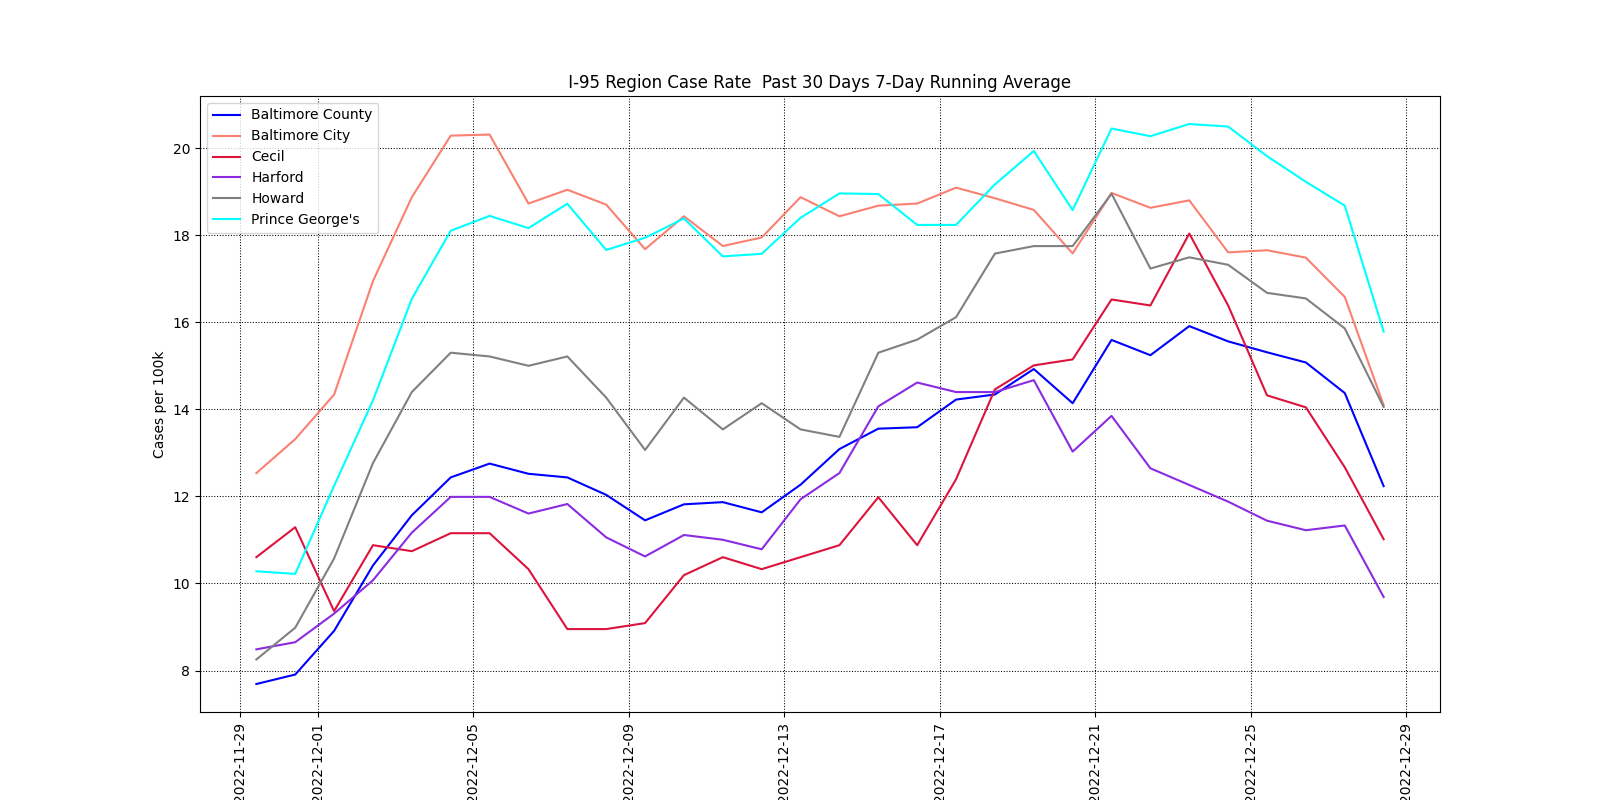 I-95 Region Case Rate  Past 30 Days 7-Day Running Average
Baltimore County
Baltimore City
Cecil
Harford
Howard
Prince George's
Cases per 100k
20
18
16
14
12
10
8
2022-11-29
2022-12-01
2022-12-05
2022-12-09
2022-12-13
2022-12-17
2022-12-21
2022-12-25
2022-12-29